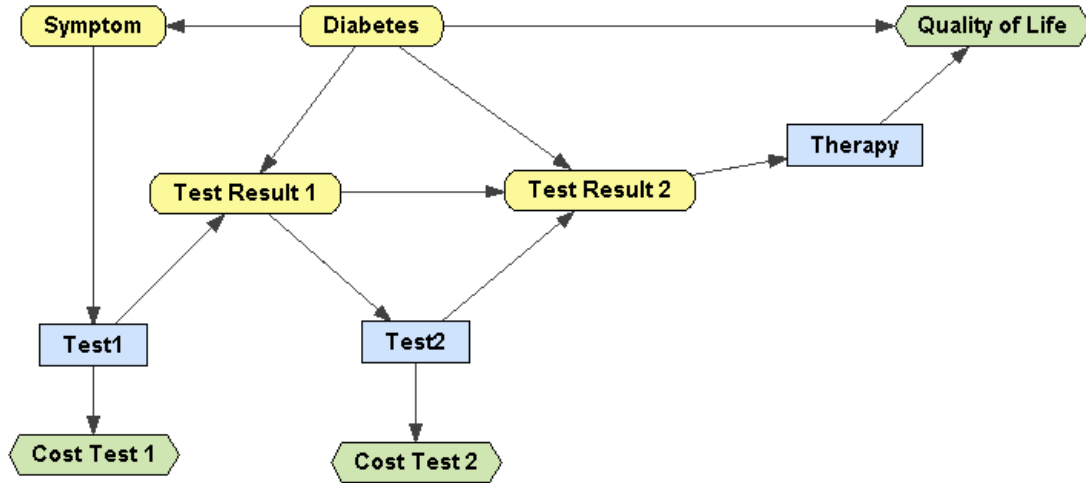 Symptom
Diabetes
Quality of Life
Therapy
Test Result 1
Test Result 2
Test1
Test2
Cost Test 1
Cost Test 2